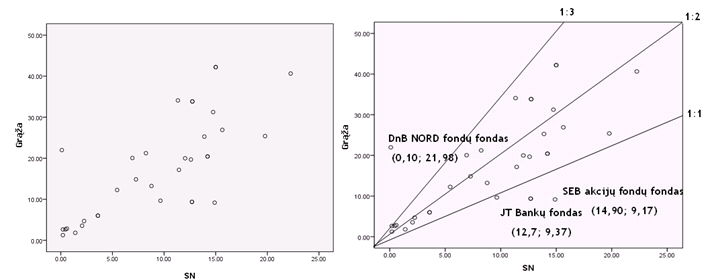 50.00
40.00
30.00
20.00
10.00
0.00
Grąža
0.00 5.00 10.00 15.00 20.00 25.00
SN
1:3
1:2
1:1
50.00
40.00
30.00
20.00
10.00
0.00
Grąža
DnB NORD fondų fondas
(0,10; 21,98)
SEB akcijų fondų fondas
(14,90; 9,17)
JT Bankų fondas
(12,7; 9,37)
0.00 5.00 10.00 15.00 20.00 25.00
SN